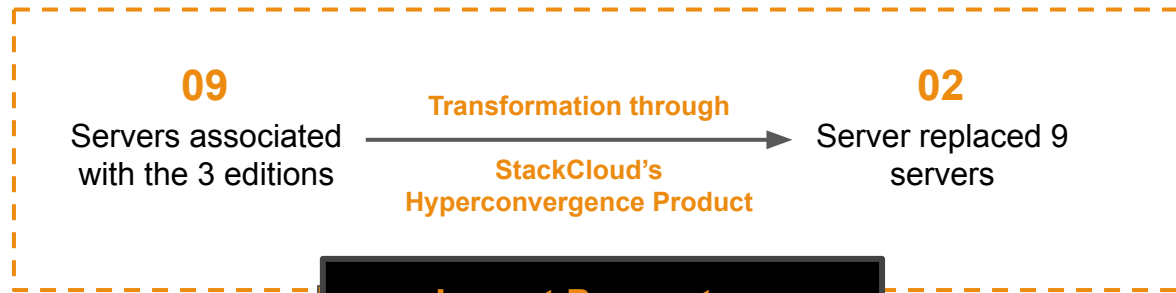 09
Servers associated
with the 3 editions
Transformation through
StackCloud's
Hyperconvergence Product
02
Server replaced 9
servers